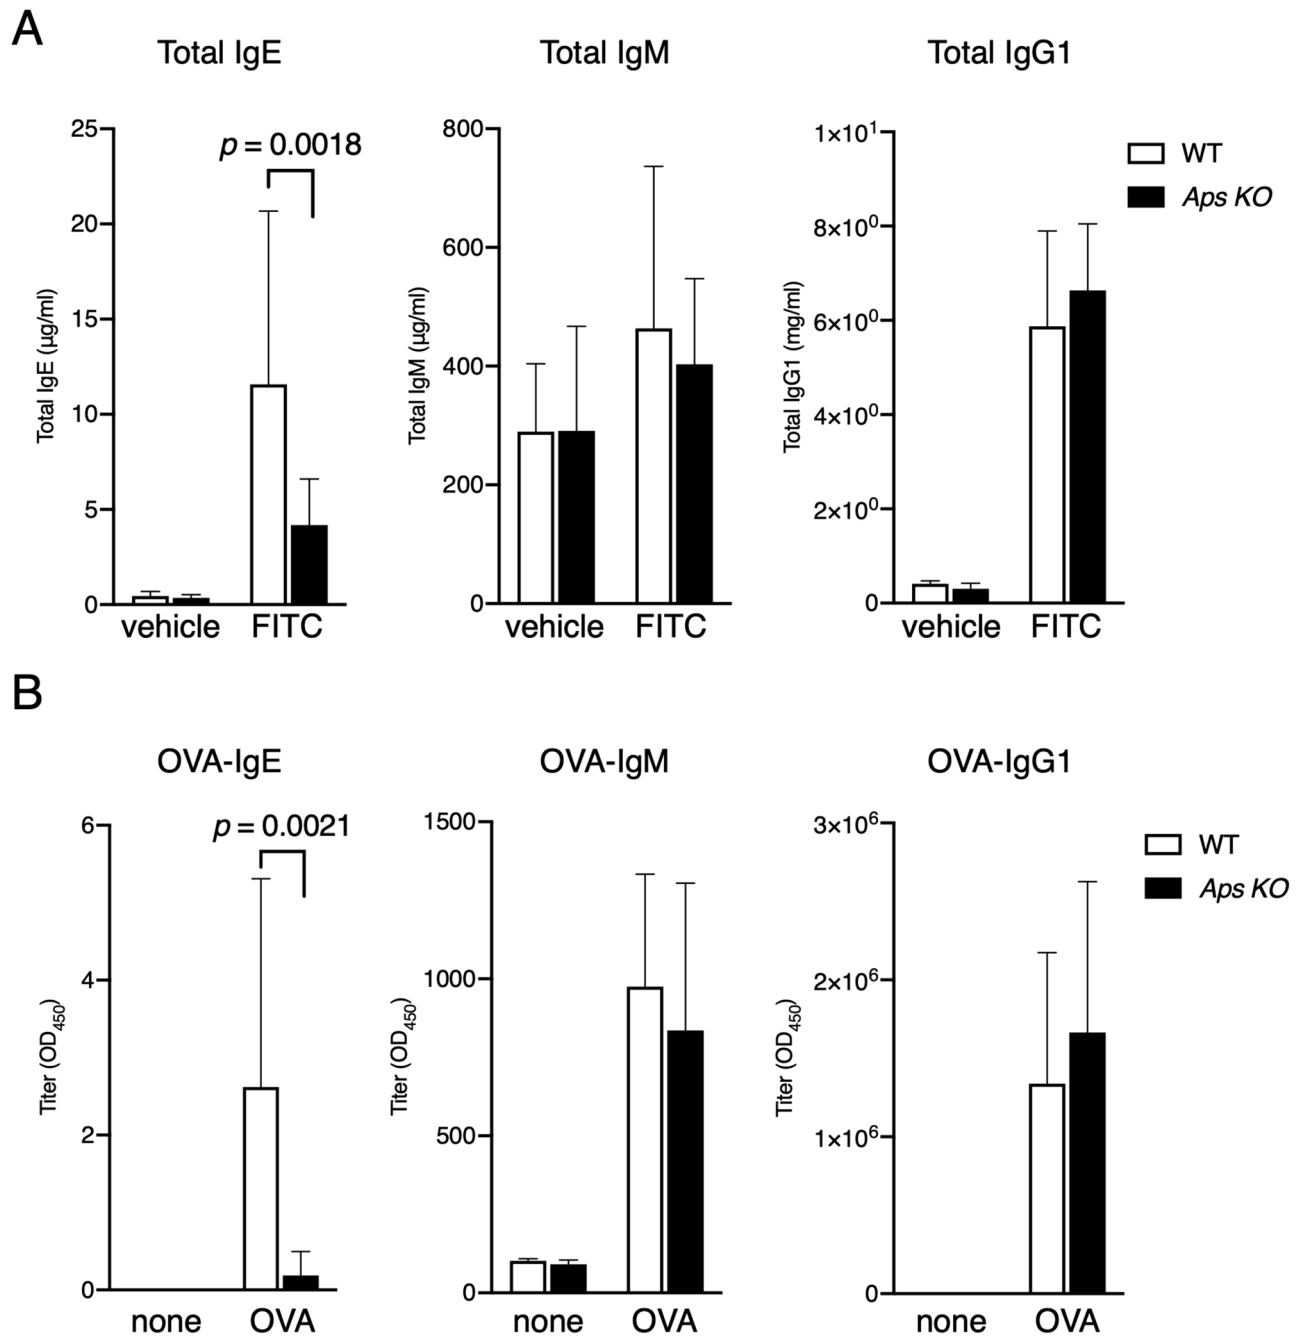 A
Total IgE
Total IgM
Total IgG1
25
20
15
10
5
0
Total IgE (µg/ml)
p = 0.0018
vehicle
FITC
800
600
400
200
0
Total IgM (µg/ml)
vehicle
FITC
1×10¹
8×10⁰
6×10⁰
4×10⁰
2×10⁰
0
Total IgG1 (mg/ml)
vehicle
FITC
WT
Aps KO
B
OVA-IgE
OVA-IgM
OVA-IgG1
6
4
2
0
Titer (OD₄₅₀)
p = 0.0021
none
OVA
1500
1000
500
0
Titer (OD₄₅₀)
none
OVA
3×10⁶
2×10⁶
1×10⁶
0
Titer (OD₄₅₀)
none
OVA
WT
Aps KO